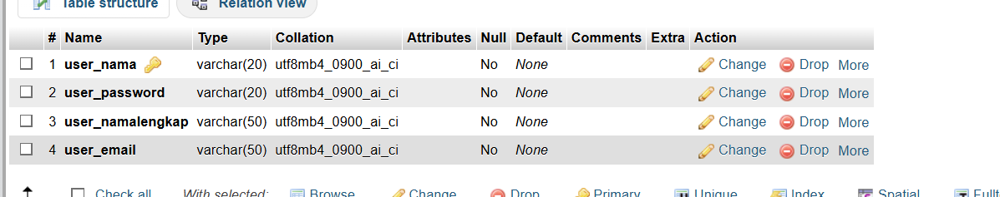 Table structure Relation view
# Name Type Collation Attributes Null Default Comments Extra Action
1 user_nama varchar(20) utf8mb4_0900_ai_ci No None Change Drop More
2 user_password varchar(20) utf8mb4_0900_ai_ci No None Change Drop More
3 user_namalengkap varchar(50) utf8mb4_0900_ai_ci No None Change Drop More
4 user_email varchar(50) utf8mb4_0900_ai_ci No None Change Drop More
Check all With selected: Browse Change Drop Primary Unique Index Spatial Fullt